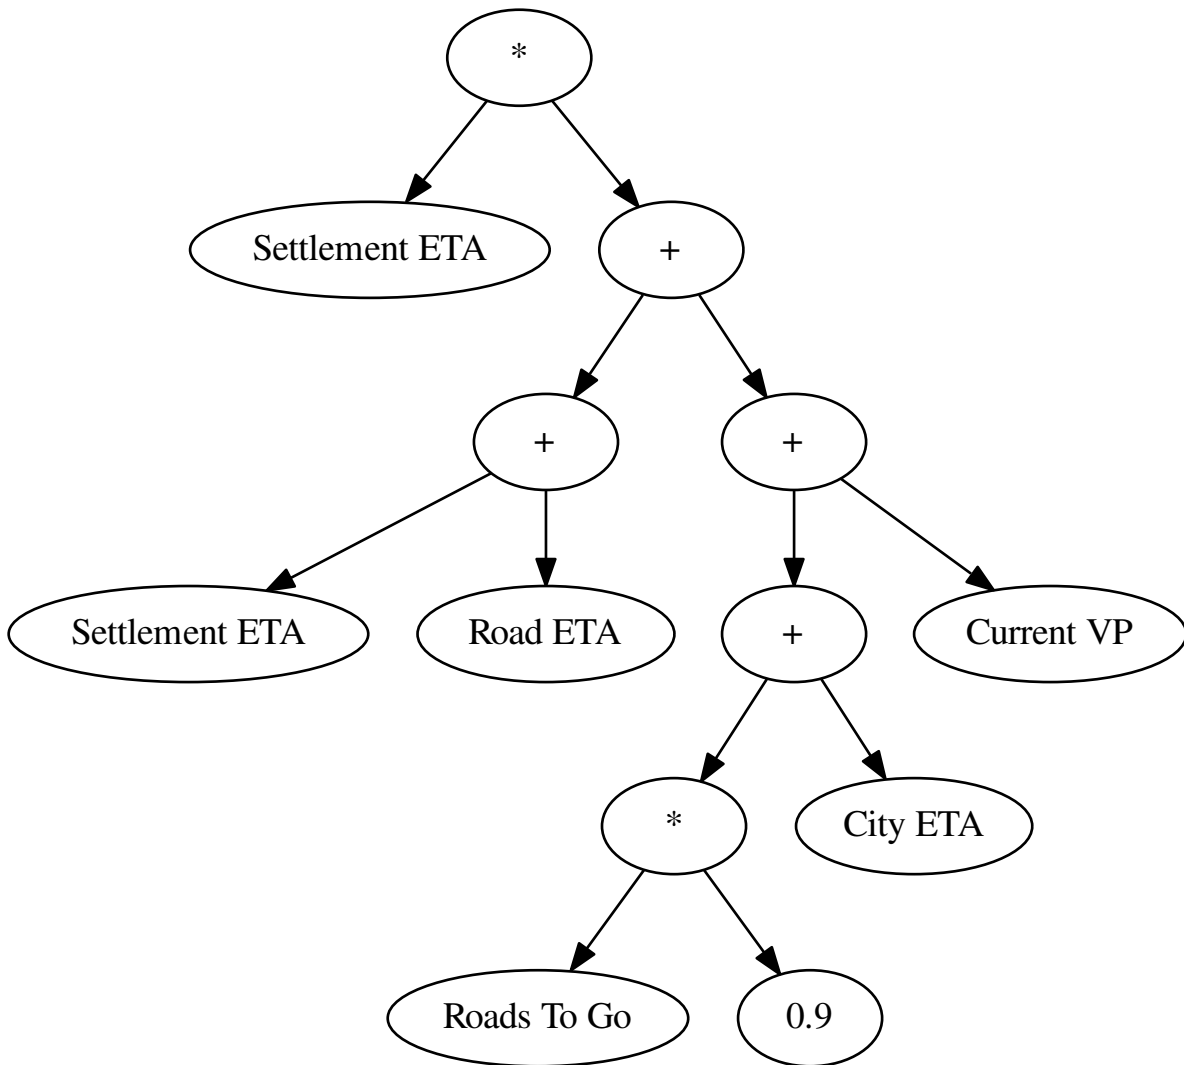 *
Settlement ETA
+
+
+
Settlement ETA
Road ETA
+
Current VP
*
City ETA
Roads To Go
0.9